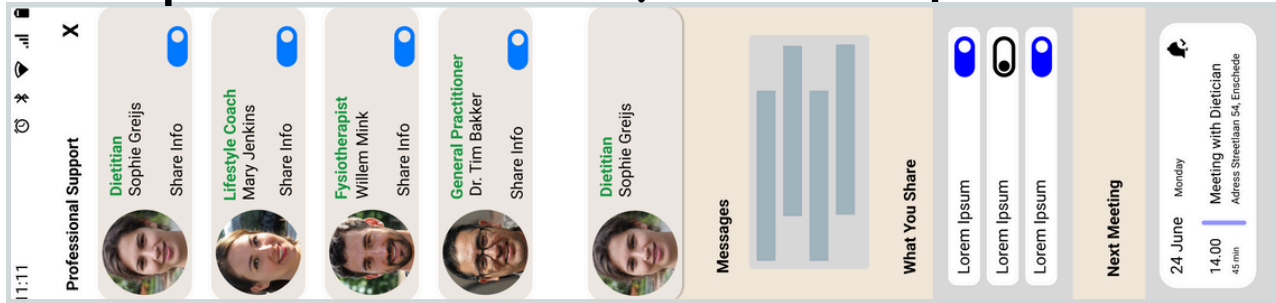 11:11
Professional Support
X
Dietitian
Sophie Greijs
Share Info
Lifestyle Coach
Mary Jenkins
Share Info
Fysiotherapist
Willem Mink
Share Info
General Practitioner
Dr. Tim Bakker
Share Info
Dietitian
Sophie Greijs
Messages
What You Share
Lorem Ipsum
Lorem Ipsum
Lorem Ipsum
Next Meeting
24 June Monday
14.00 Meeting with Dietician
45 min Adress Streetlaan 54, Enschede